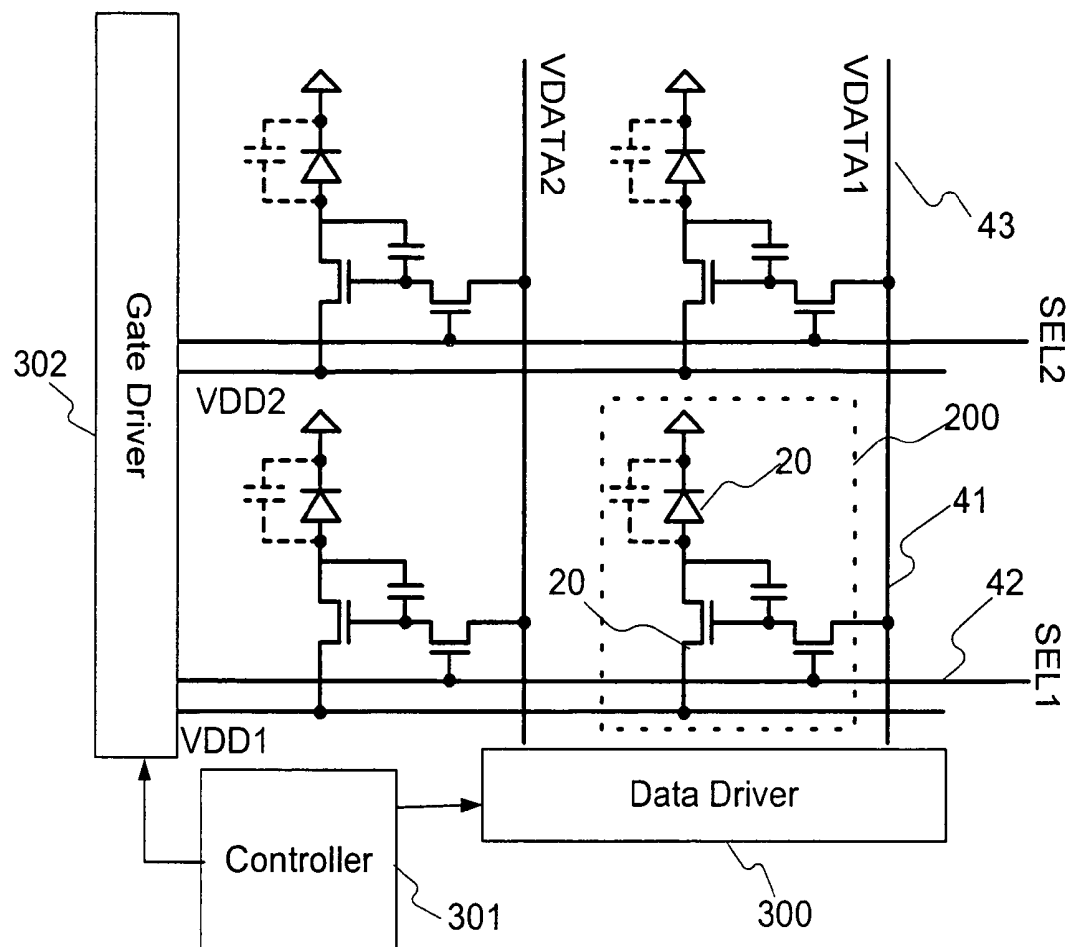 VDATA2
VDATA1
43
Gate Driver
302
SEL2
VDD2
200
20
41
20
42
SEL1
VDD1
Data Driver
Controller
301
300